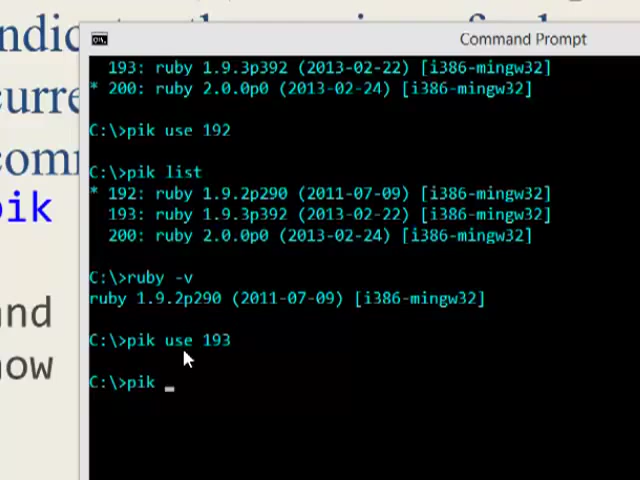 Command Prompt
193: ruby 1.9.3p392 (2013-02-22) [i386-mingw32]
* 200: ruby 2.0.0p0 (2013-02-24) [i386-mingw32]
C:\>pik use 192
C:\>pik list
* 192: ruby 1.9.2p290 (2011-07-09) [i386-mingw32]
193: ruby 1.9.3p392 (2013-02-22) [i386-mingw32]
200: ruby 2.0.0p0 (2013-02-24) [i386-mingw32]
C:\>ruby -v
ruby 1.9.2p290 (2011-07-09) [i386-mingw32]
C:\>pik use 193
C:\>pik _